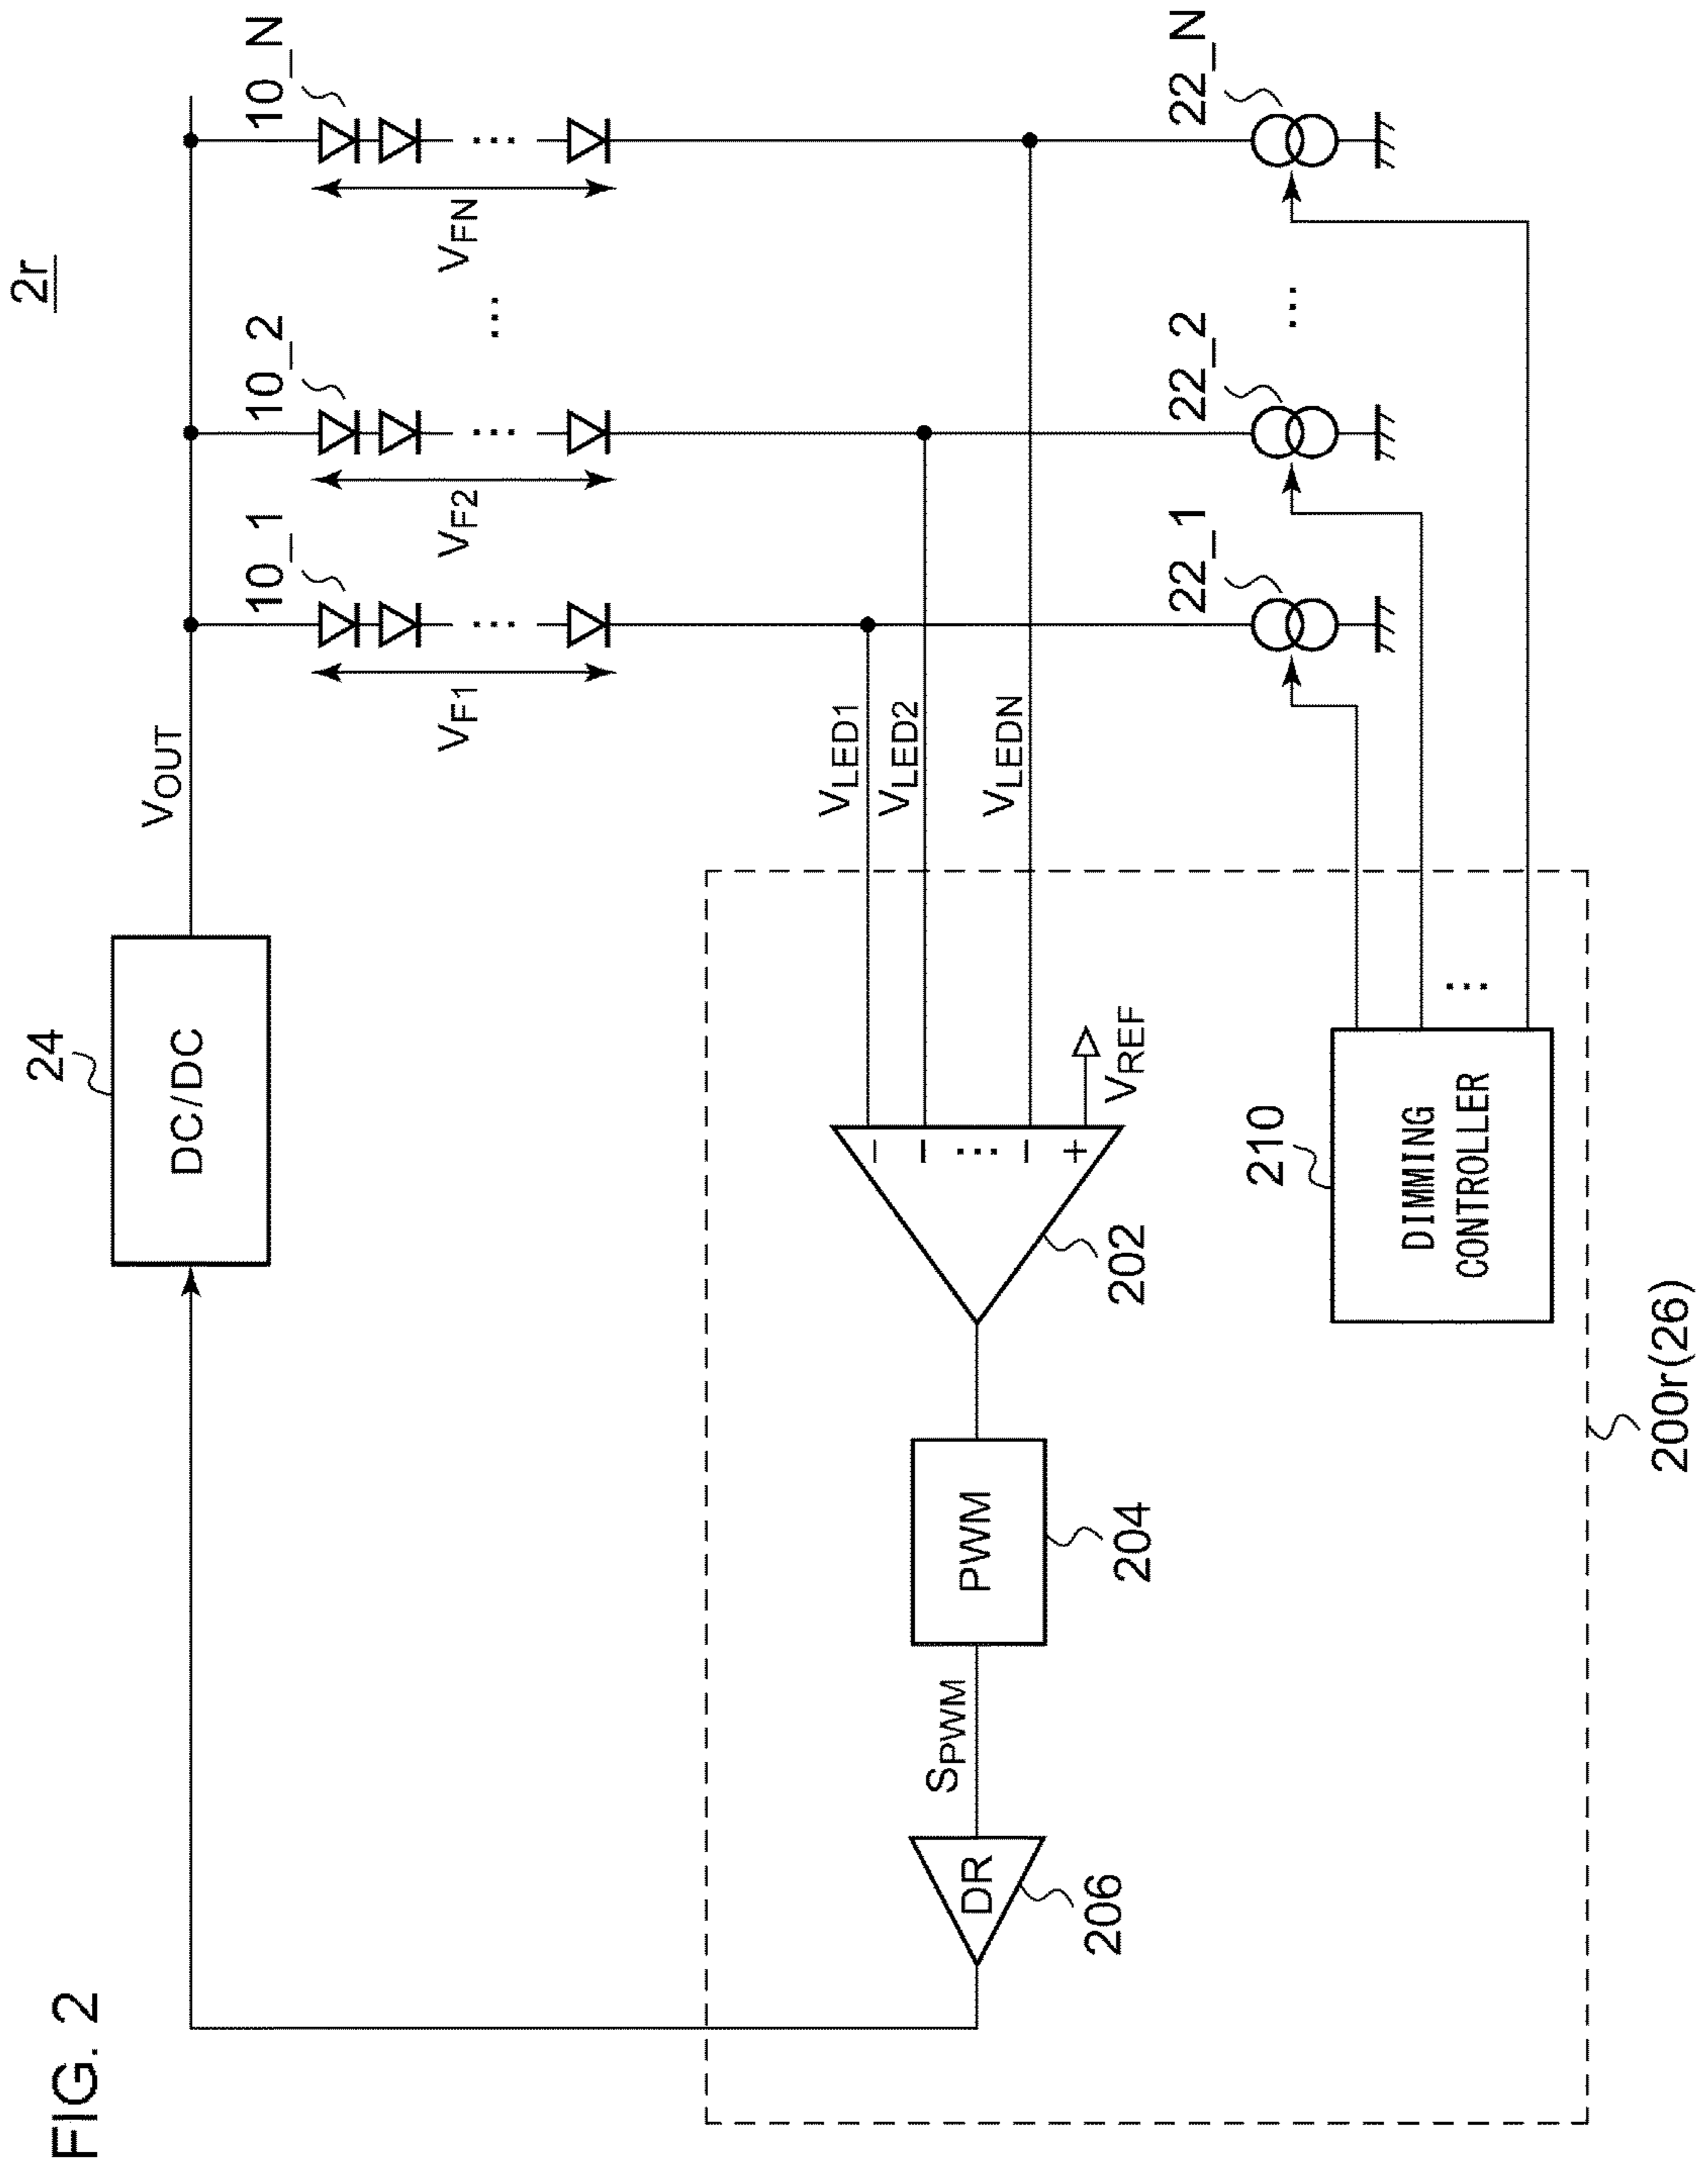 FIG. 2
2r
24
DC/DC
VOUT
10_1
10_2
10_N
VF1
VF2
...
VFN
...
...
...
VLED1
VLED2
VLEDN
22_1
22_2
...
22_N
−
−
...
−
+
VREF
202
PWM
204
SPWM
DR
206
210
DIMMING
CONTROLLER
...
200r(26)